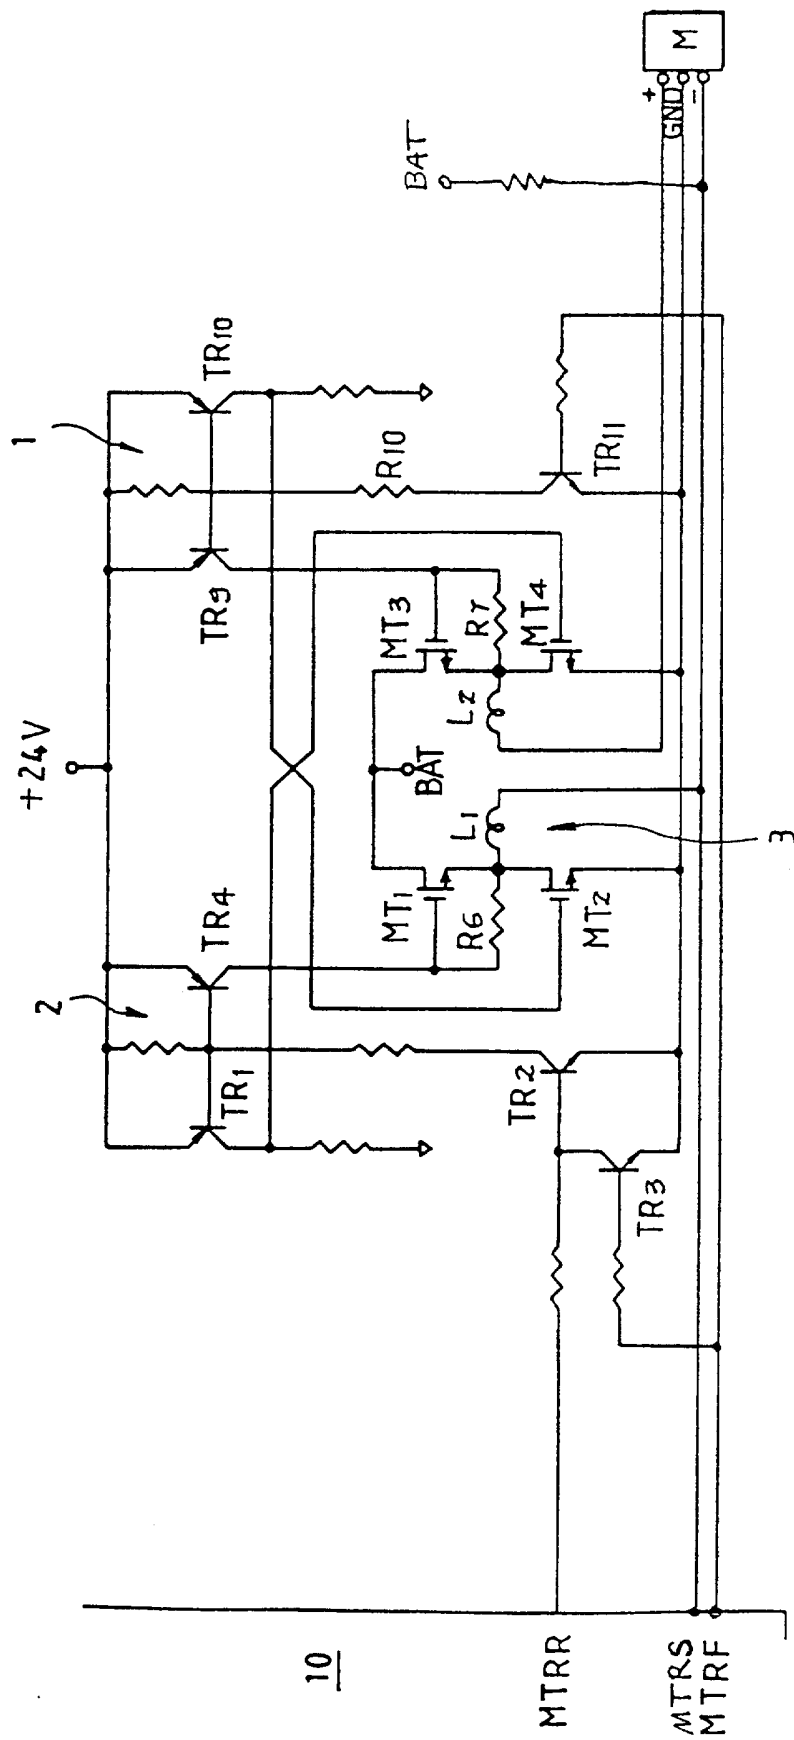 +24V
1
2
TR10
TR9
TR4
TR1
R10
MT3
R7
MT4
L2
BAT
L1
MT1
R6
MT2
3
TR11
TR2
TR3
BAT
+
GND
-
M
10
MTRR
MTRS
MTRF